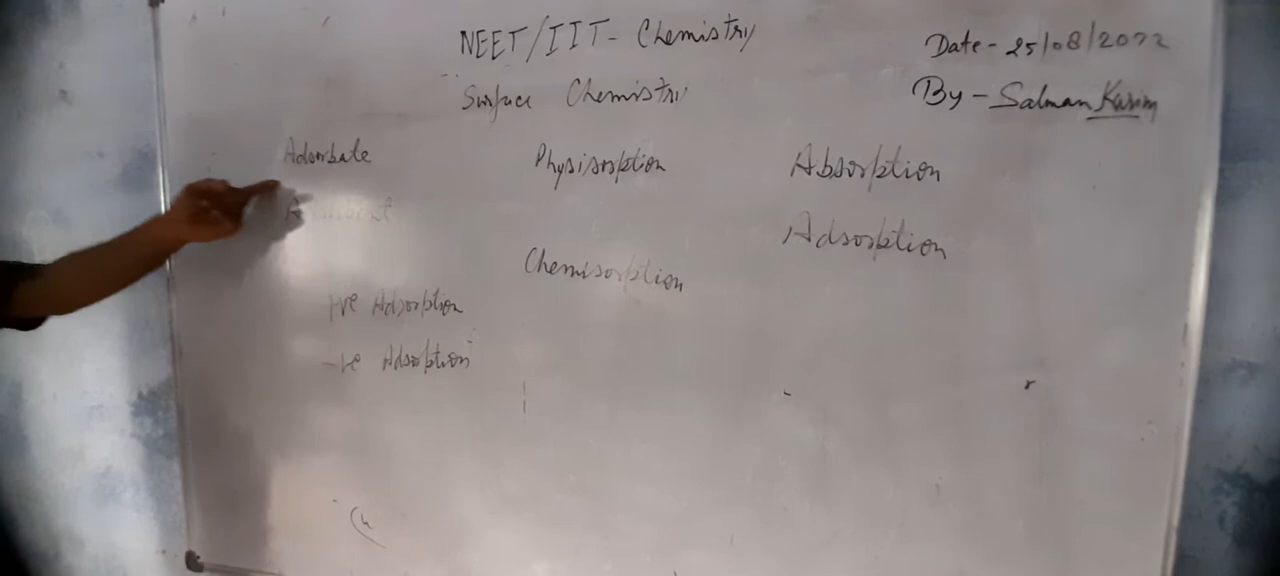 NEET/IIT- Chemistry
Date - 25/08/2022
Surface Chemistry
By - Salman Karim
Adsorbate
Physisorption
Absorption
Adsorption
Chemisorption
+ve Adsorption
-ve Adsorption